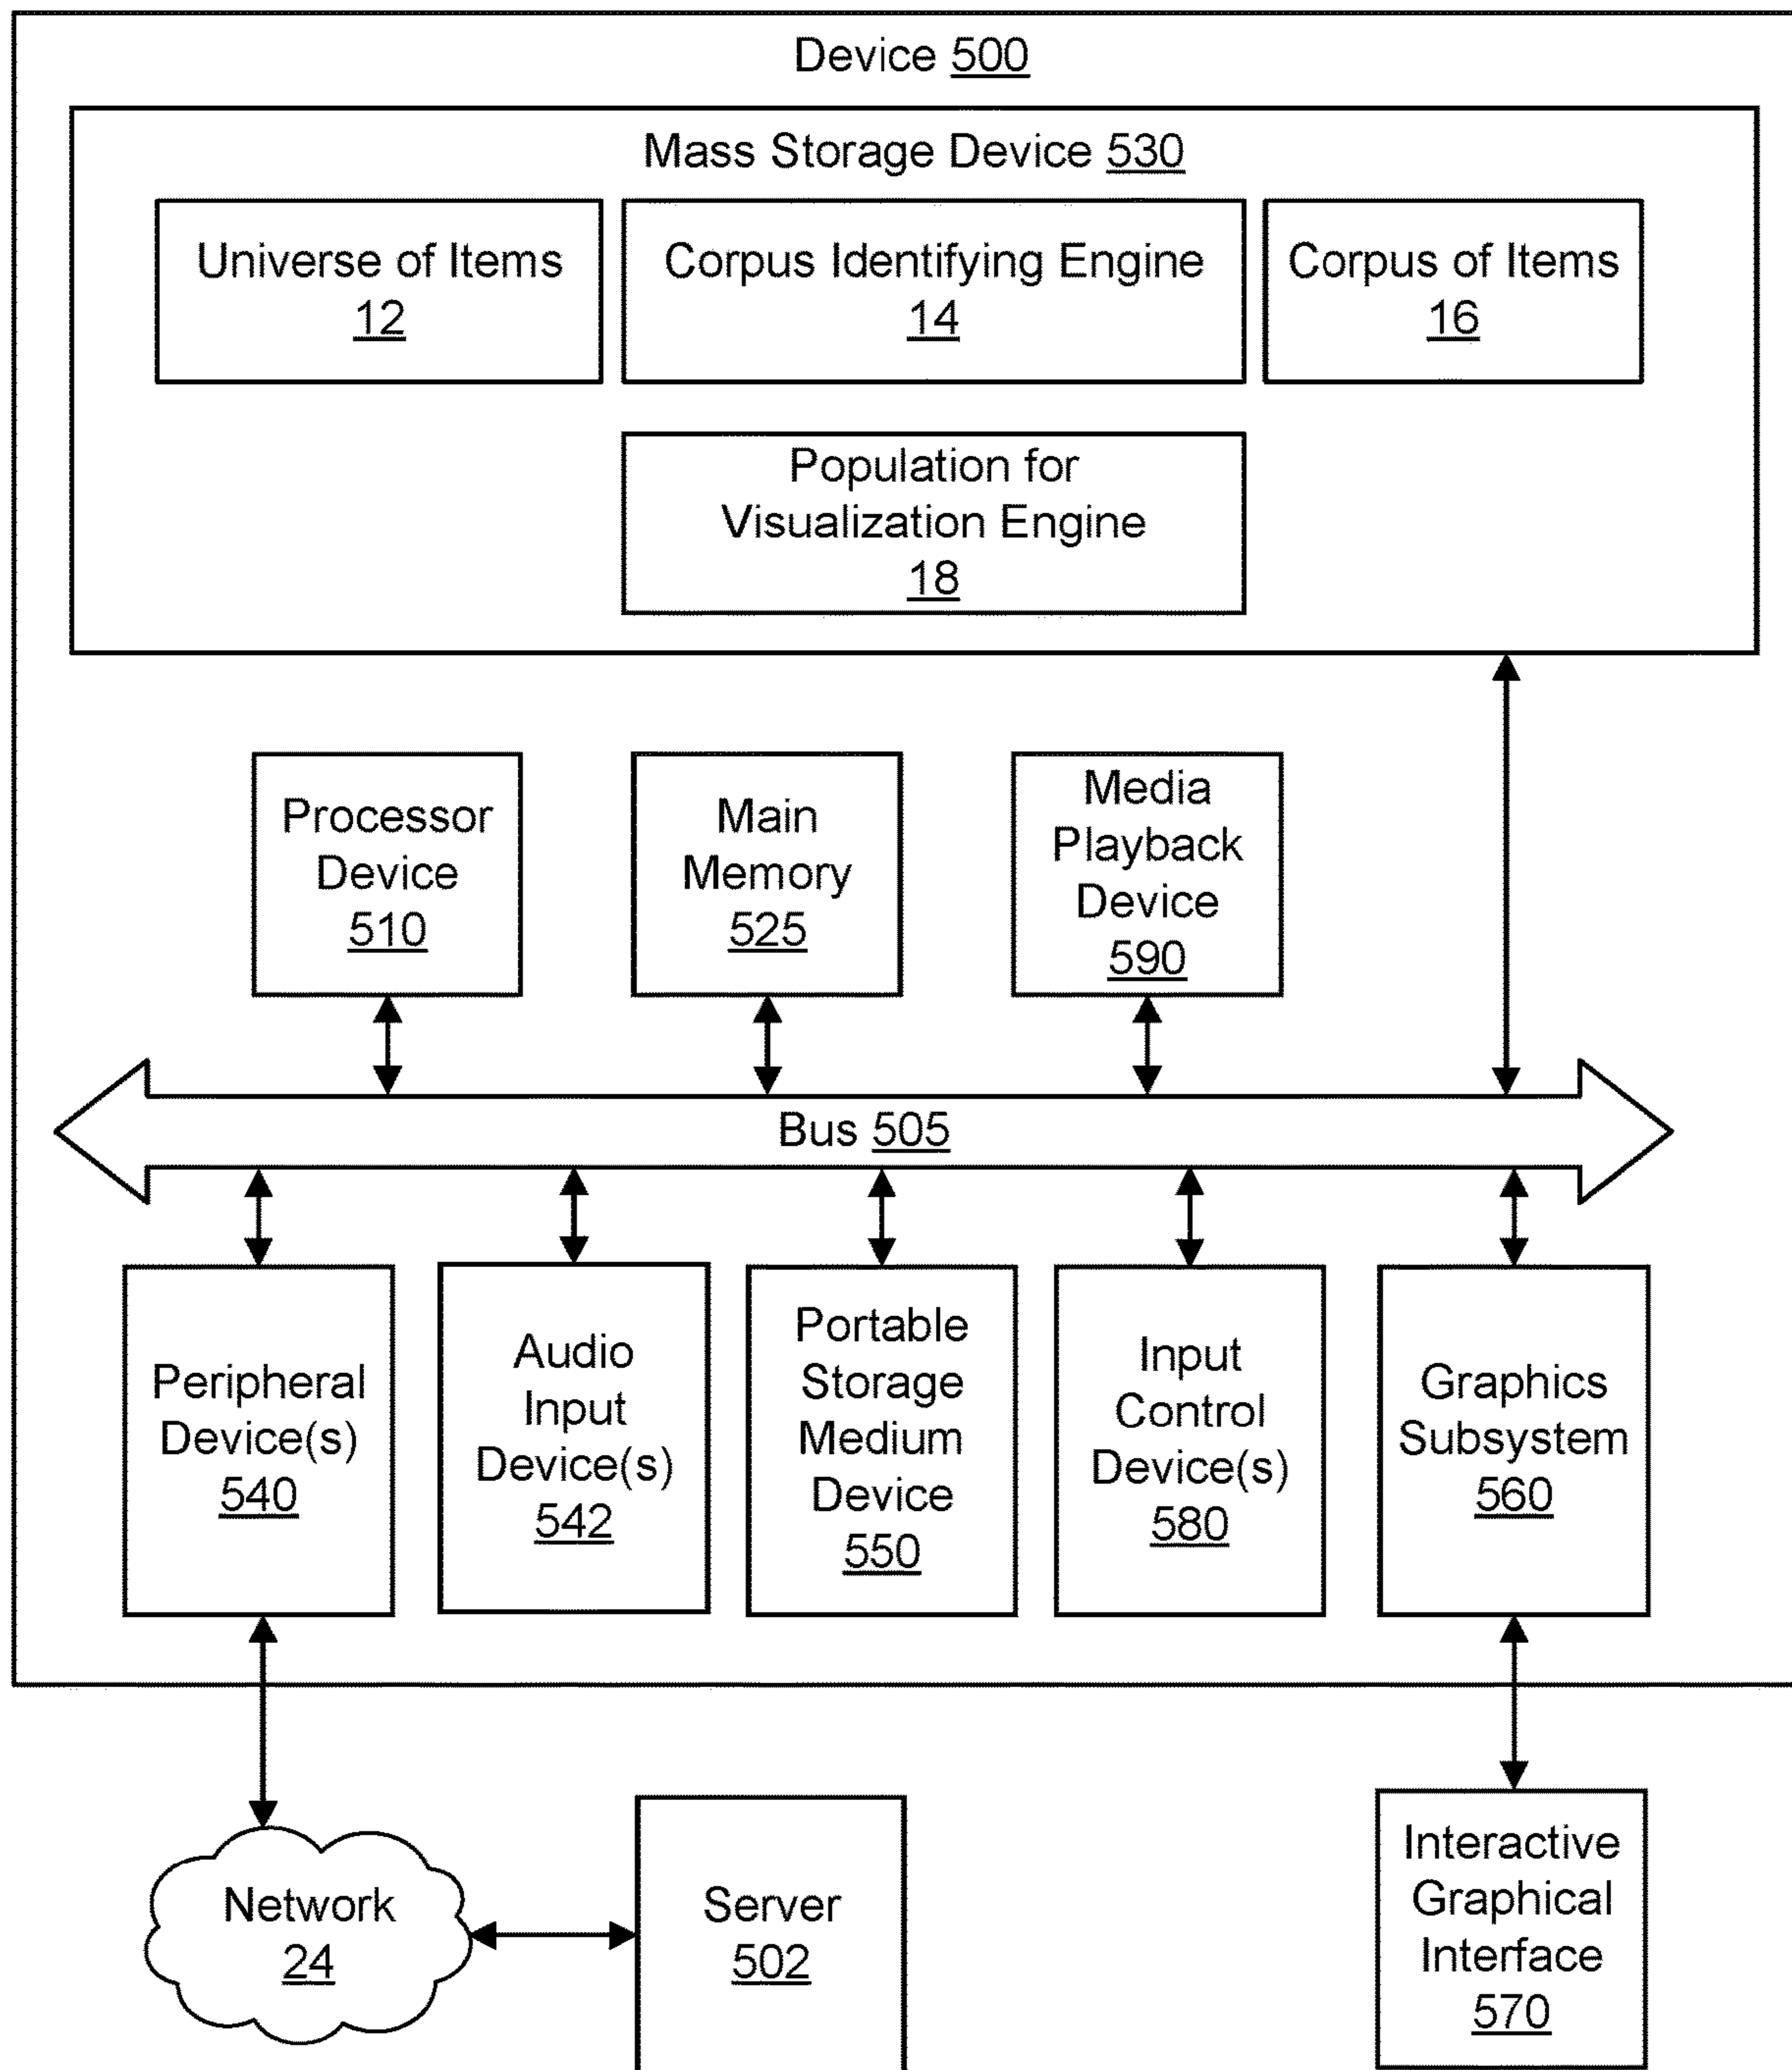 Device 500
Mass Storage Device 530
Universe of Items
12
Corpus Identifying Engine
14
Corpus of Items
16
Population for
Visualization Engine
18
Processor
Device
510
Main
Memory
525
Media
Playback
Device
590
Bus 505
Peripheral
Device(s)
540
Audio
Input
Device(s)
542
Portable
Storage
Medium
Device
550
Input
Control
Device(s)
580
Graphics
Subsystem
560
Network
24
Server
502
Interactive
Graphical
Interface
570